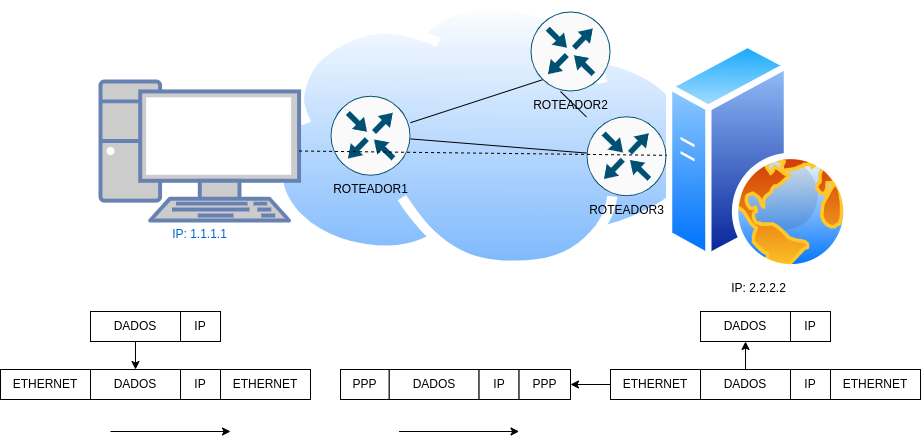 ROTEADOR2
ROTEADOR1
ROTEADOR3
IP: 1.1.1.1
IP: 2.2.2.2
DADOS IP
DADOS IP
ETHERNET DADOS IP ETHERNET
PPP DADOS IP PPP
ETHERNET DADOS IP ETHERNET